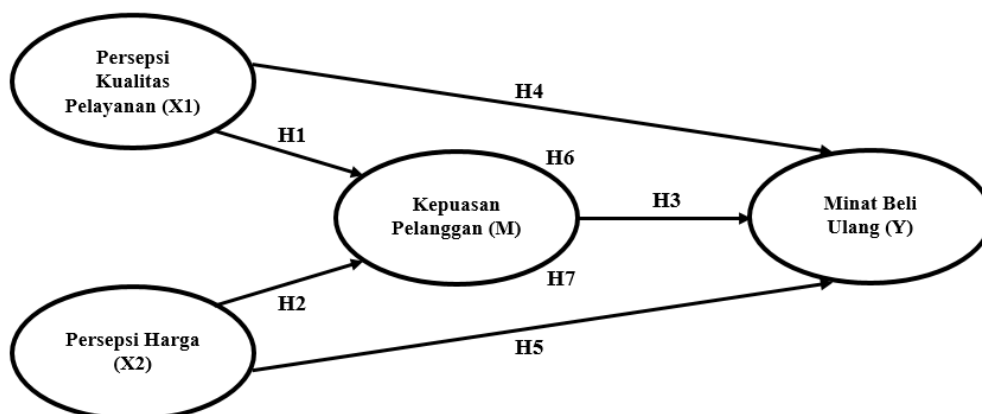 Persepsi
Kualitas
Pelayanan (X1)
H4
H1
H6
Kepuasan
Pelanggan (M)
H3
Minat Beli
Ulang (Y)
H7
H2
Persepsi Harga
(X2)
H5